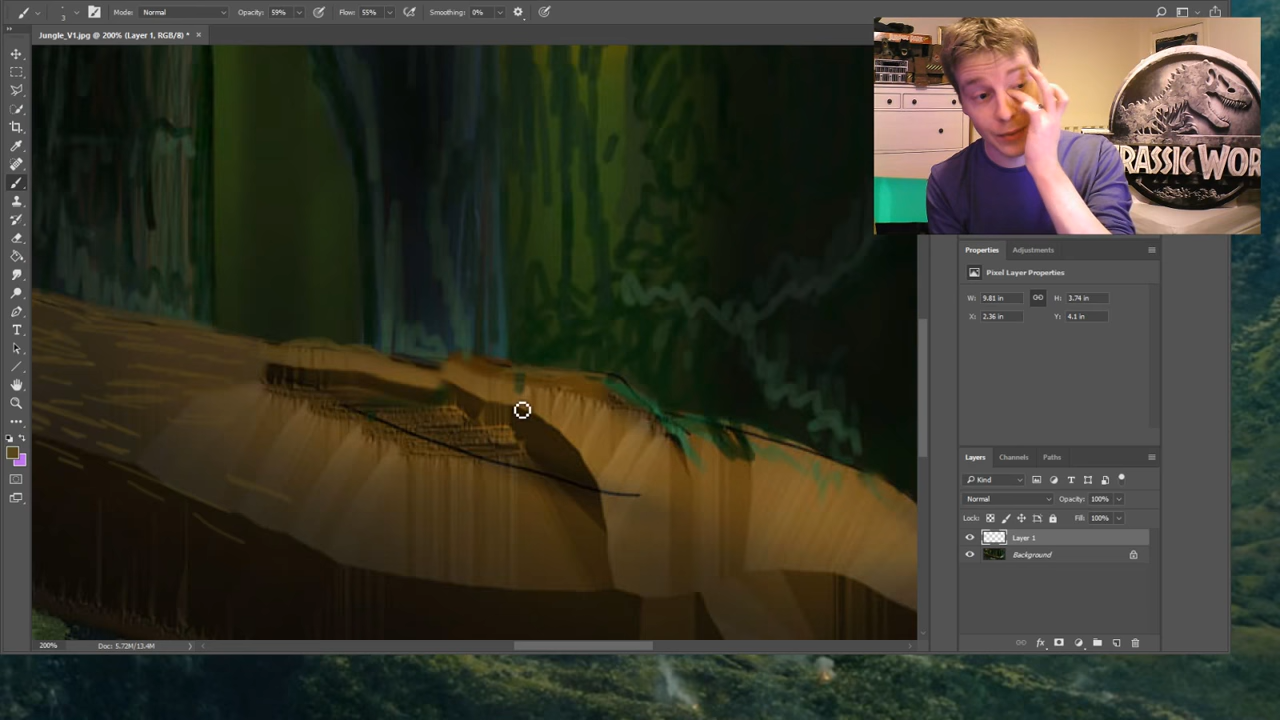 3
Mode: Normal Opacity: 59% Flow: 55% Smoothing: 0%
Jungle_V1.jpg @ 200% (Layer 1, RGB/8) *
JRASSIC WOR
Properties Adjustments
Pixel Layer Properties
W: 9.81 in H: 3.74 in
X: 2.36 in Y: 4.1 in
Layers Channels Paths
Kind
Normal Opacity: 100%
Lock: Fill: 100%
Layer 1
Background
200% Doc: 5.72M/13.4M